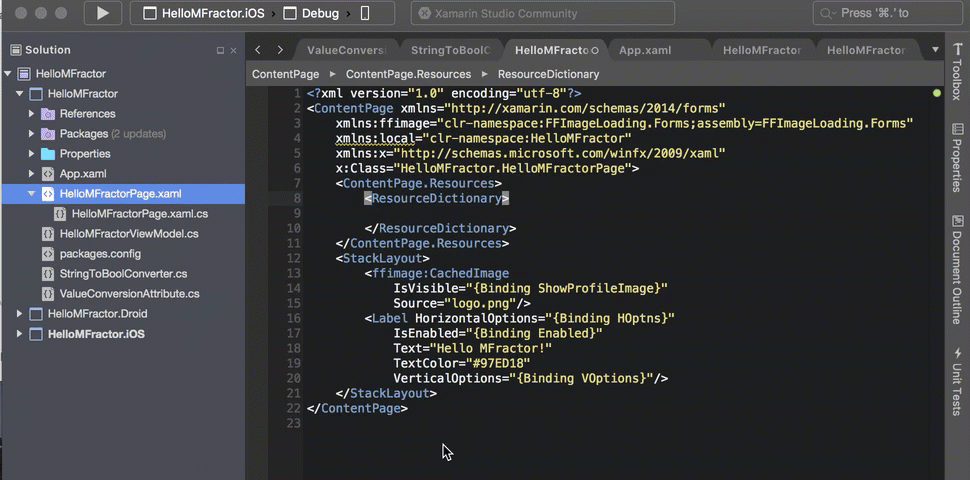 HelloMFractor.iOS > Debug
Xamarin Studio Community
Press '⌘.' to
Solution
HelloMFractor
HelloMFractor
References
Packages (2 updates)
Properties
App.xaml
HelloMFractorPage.xaml
HelloMFractorPage.xaml.cs
HelloMFractorViewModel.cs
packages.config
StringToBoolConverter.cs
ValueConversionAttribute.cs
HelloMFractor.Droid
HelloMFractor.iOS
ValueConvers
StringToBoolC
HelloMFracto
App.xaml
HelloMFractor
HelloMFractor
ContentPage ▸ ContentPage.Resources ▸ ResourceDictionary
1 <?xml version="1.0" encoding="utf-8"?>
2 <ContentPage xmlns="http://xamarin.com/schemas/2014/forms"
3 xmlns:ffimage="clr-namespace:FFImageLoading.Forms;assembly=FFImageLoading.Forms"
4 xmlns:local="clr-namespace:HelloMFractor"
5 xmlns:x="http://schemas.microsoft.com/winfx/2009/xaml"
6 x:Class="HelloMFractor.HelloMFractorPage">
7 <ContentPage.Resources>
8 <ResourceDictionary>
9
10 </ResourceDictionary>
11 </ContentPage.Resources>
12 <StackLayout>
13 <ffimage:CachedImage
14 IsVisible="{Binding ShowProfileImage}"
15 Source="logo.png"/>
16 <Label HorizontalOptions="{Binding HOptns}"
17 IsEnabled="{Binding Enabled}"
18 Text="Hello MFractor!"
19 TextColor="#97ED18"
20 VerticalOptions="{Binding VOptions}"/>
21 </StackLayout>
22 </ContentPage>
23
Toolbox
Properties
Document Outline
Unit Tests